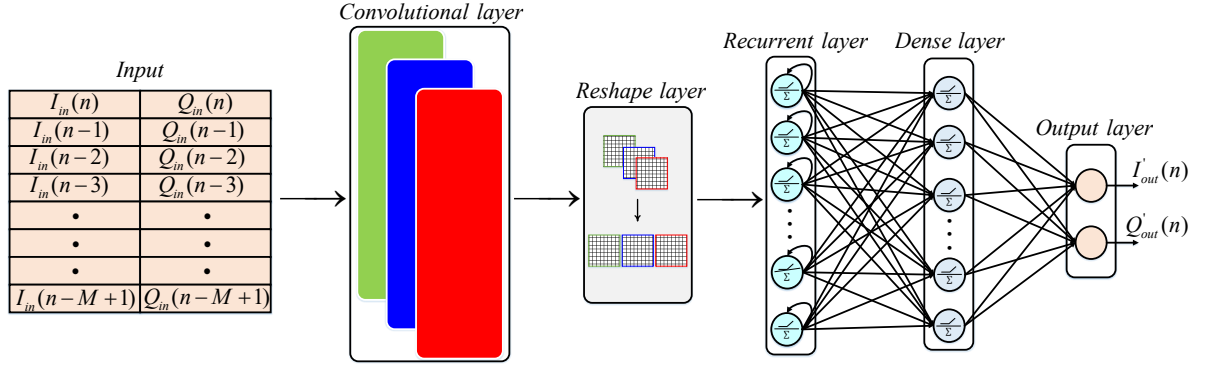 Input
I_in(n) Q_in(n)
I_in(n−1) Q_in(n−1)
I_in(n−2) Q_in(n−2)
I_in(n−3) Q_in(n−3)
I_in(n−M+1) Q_in(n−M+1)
Convolutional layer
Reshape layer
Recurrent layer
Σ
Σ
Σ
Σ
Σ
Dense layer
Σ
Σ
Σ
Σ
Σ
Output layer
I'_out(n)
Q'_out(n)